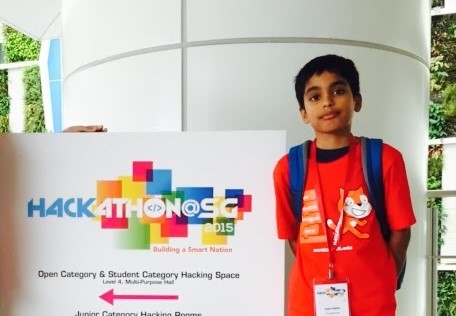 HACKATHON@SG
</>
2015
Building a Smart Nation
Open Category & Student Category Hacking Space
Level 4, Multi-Purpose Hall
Junior Category Hacking Rooms
HACKATHON